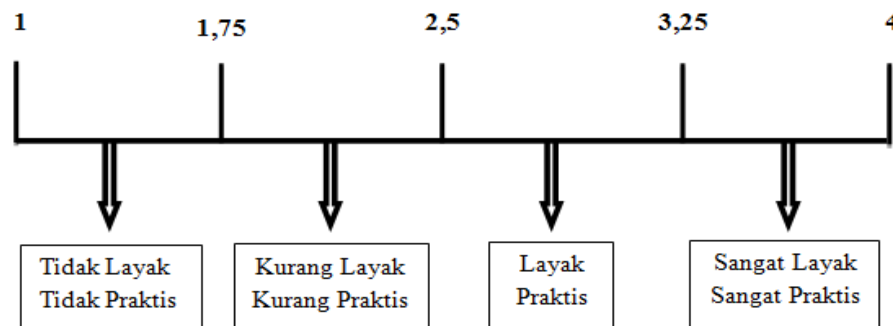 1
1,75
2,5
3,25
4
Tidak Layak
Tidak Praktis
Kurang Layak
Kurang Praktis
Layak
Praktis
Sangat Layak
Sangat Praktis